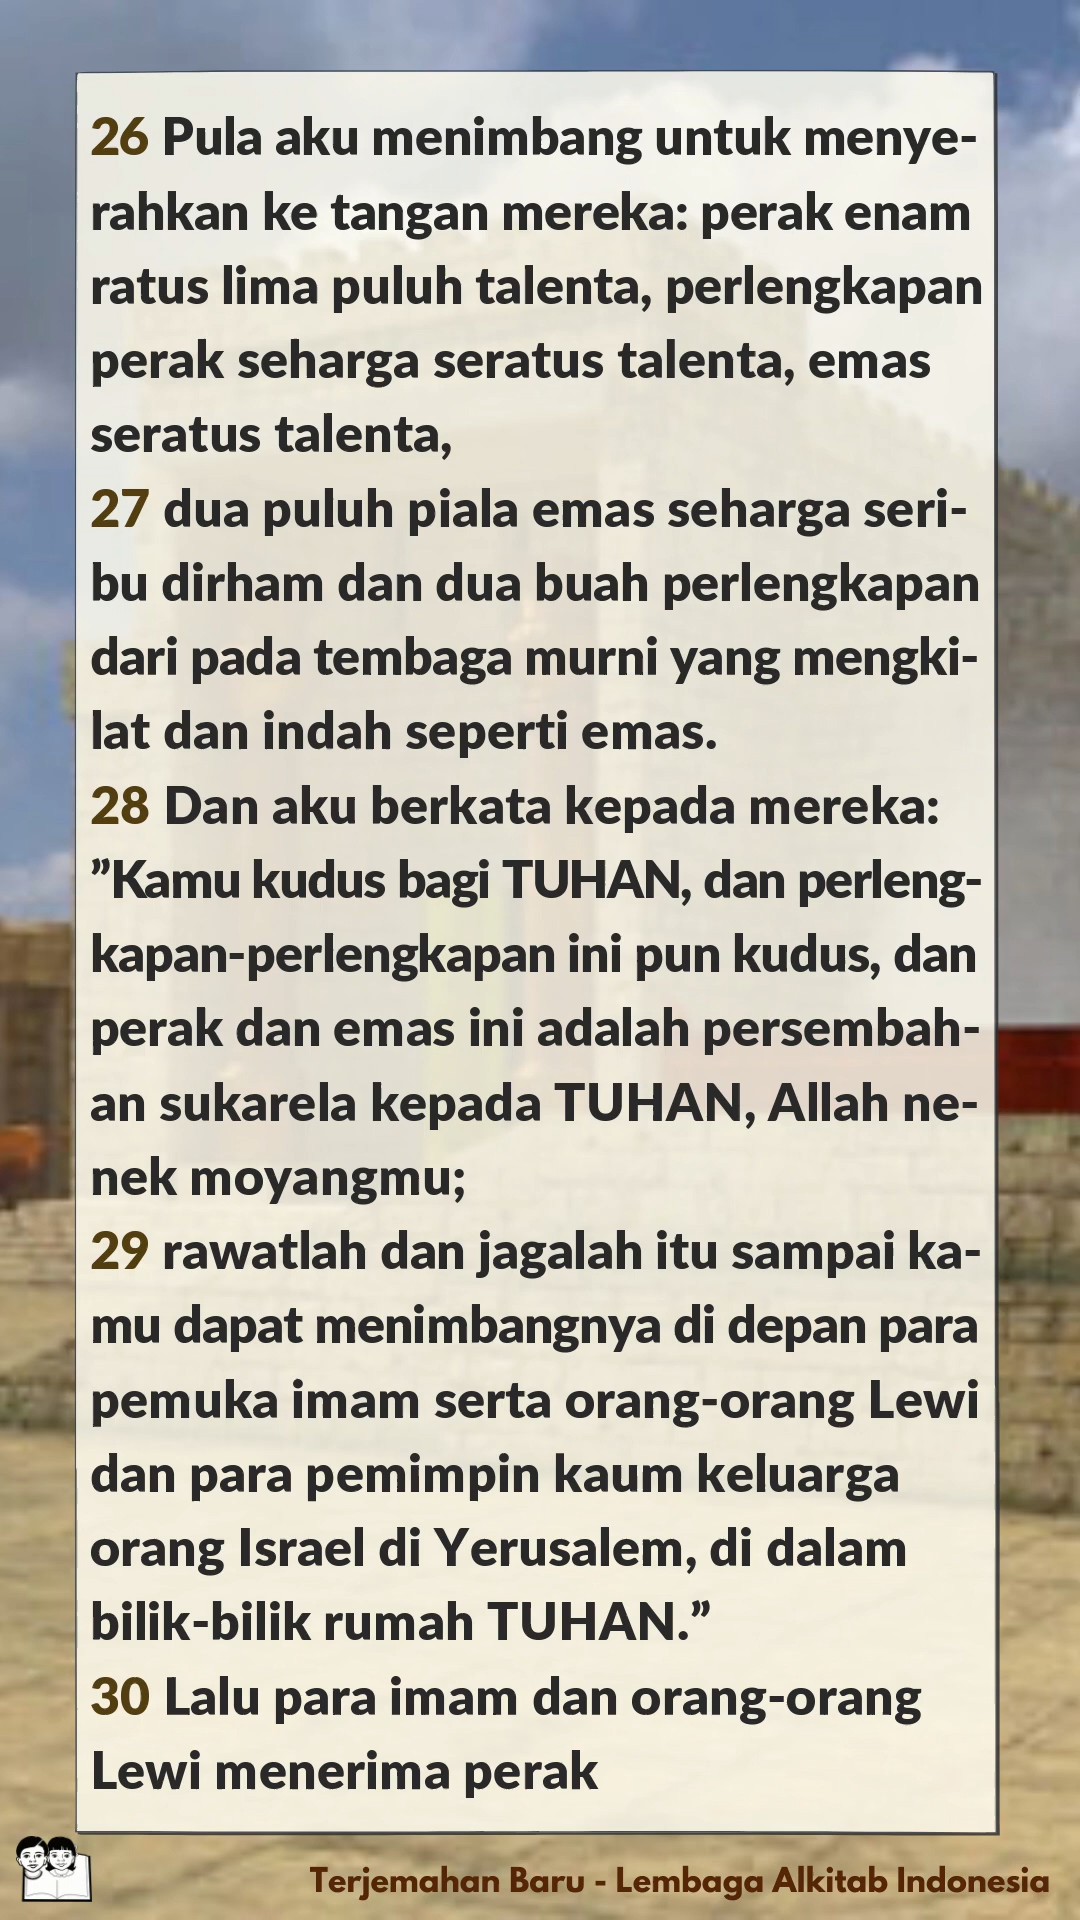 26 Pula aku menimbang untuk menye-
rahkan ke tangan mereka: perak enam
ratus lima puluh talenta, perlengkapan
perak seharga seratus talenta, emas
seratus talenta,
27 dua puluh piala emas seharga seri-
bu dirham dan dua buah perlengkapan
dari pada tembaga murni yang mengki-
lat dan indah seperti emas.
28 Dan aku berkata kepada mereka:
”Kamu kudus bagi TUHAN, dan perleng-
kapan-perlengkapan ini pun kudus, dan
perak dan emas ini adalah persembah-
an sukarela kepada TUHAN, Allah ne-
nek moyangmu;
29 rawatlah dan jagalah itu sampai ka-
mu dapat menimbangnya di depan para
pemuka imam serta orang-orang Lewi
dan para pemimpin kaum keluarga
orang Israel di Yerusalem, di dalam
bilik-bilik rumah TUHAN.”
30 Lalu para imam dan orang-orang
Lewi menerima perak
Terjemahan Baru - Lembaga Alkitab Indonesia